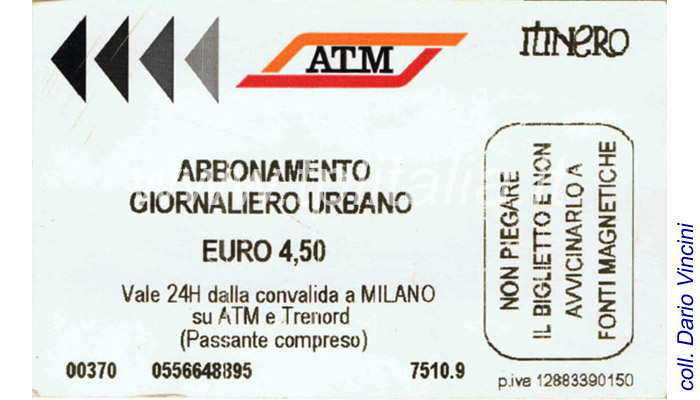 ATM
ITINERO
ABBONAMENTO
GIORNALIERO URBANO
EURO 4,50
Vale 24H dalla convalida a MILANO
su ATM e Trenord
(Passante compreso)
00370 0556648895 7510.9
NON PIEGARE
IL BIGLIETTO E NON
AVVICINARLO A
FONTI MAGNETICHE
p.iva 12883390150
coll. Dario Vincini